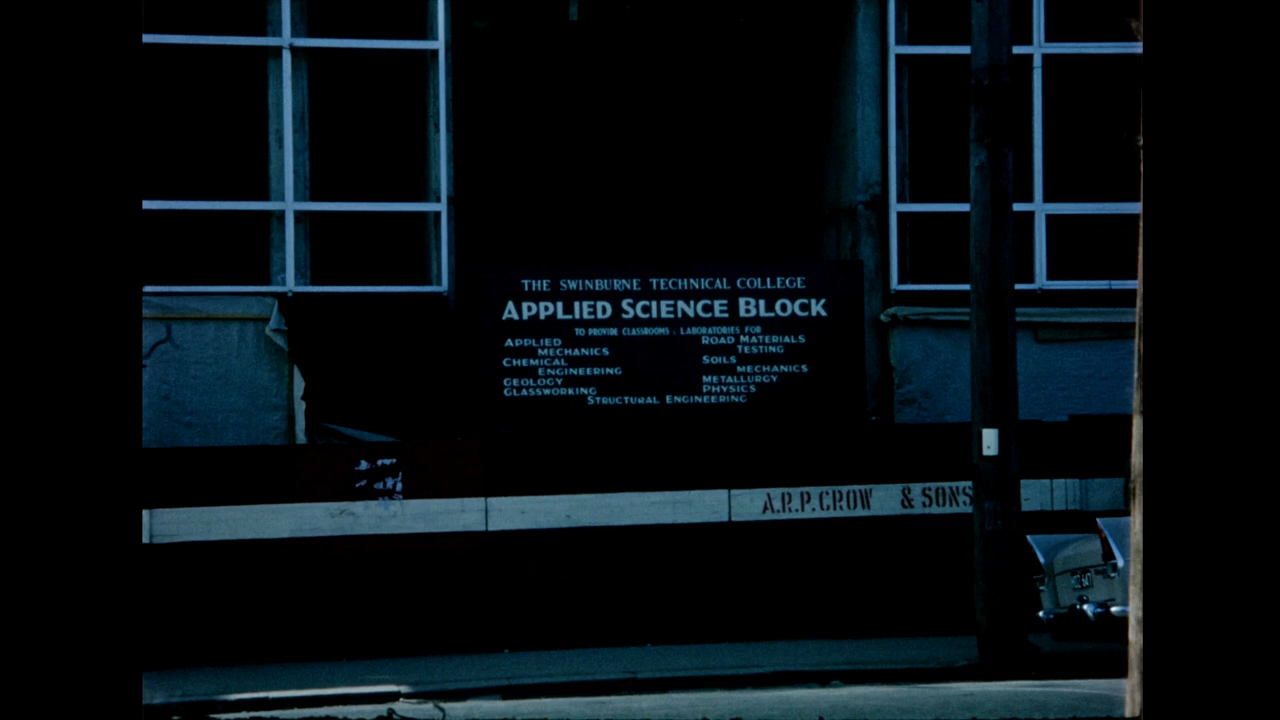 THE SWINBURNE TECHNICAL COLLEGE
APPLIED SCIENCE BLOCK
TO PROVIDE CLASSROOMS . LABORATORIES FOR
APPLIED
MECHANICS
CHEMICAL
ENGINEERING
GEOLOGY
GLASSWORKING
ROAD MATERIALS
TESTING
SOILS
MECHANICS
METALLURGY
PHYSICS
STRUCTURAL ENGINEERING
A.R.P.CROW & SONS